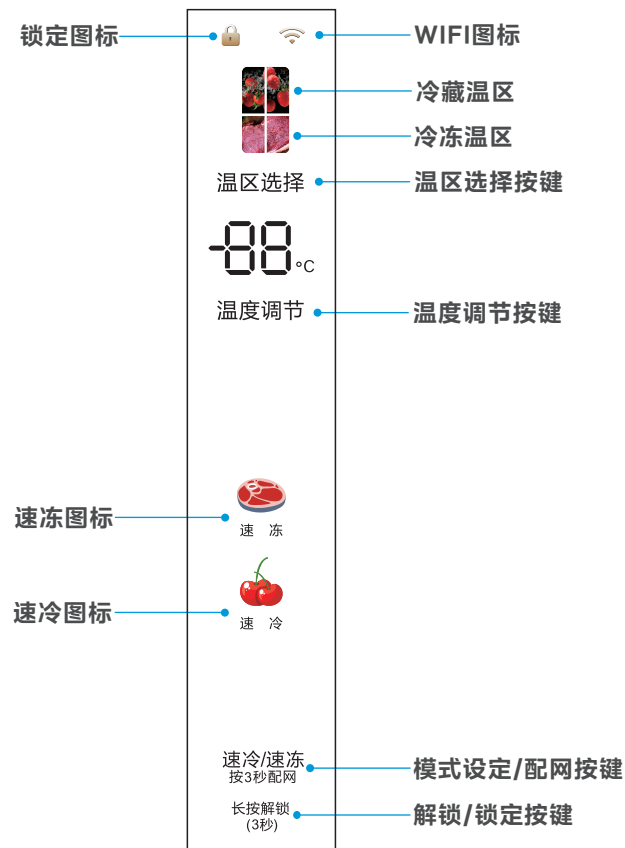 锁定图标
WIFI图标
冷藏温区
冷冻温区
温区选择
温区选择按键
-88°C
温度调节
温度调节按键
速冻图标
速 冻
速冷图标
速 冷
速冷/速冻
按3秒配网
模式设定/配网按键
长按解锁
(3秒)
解锁/锁定按键